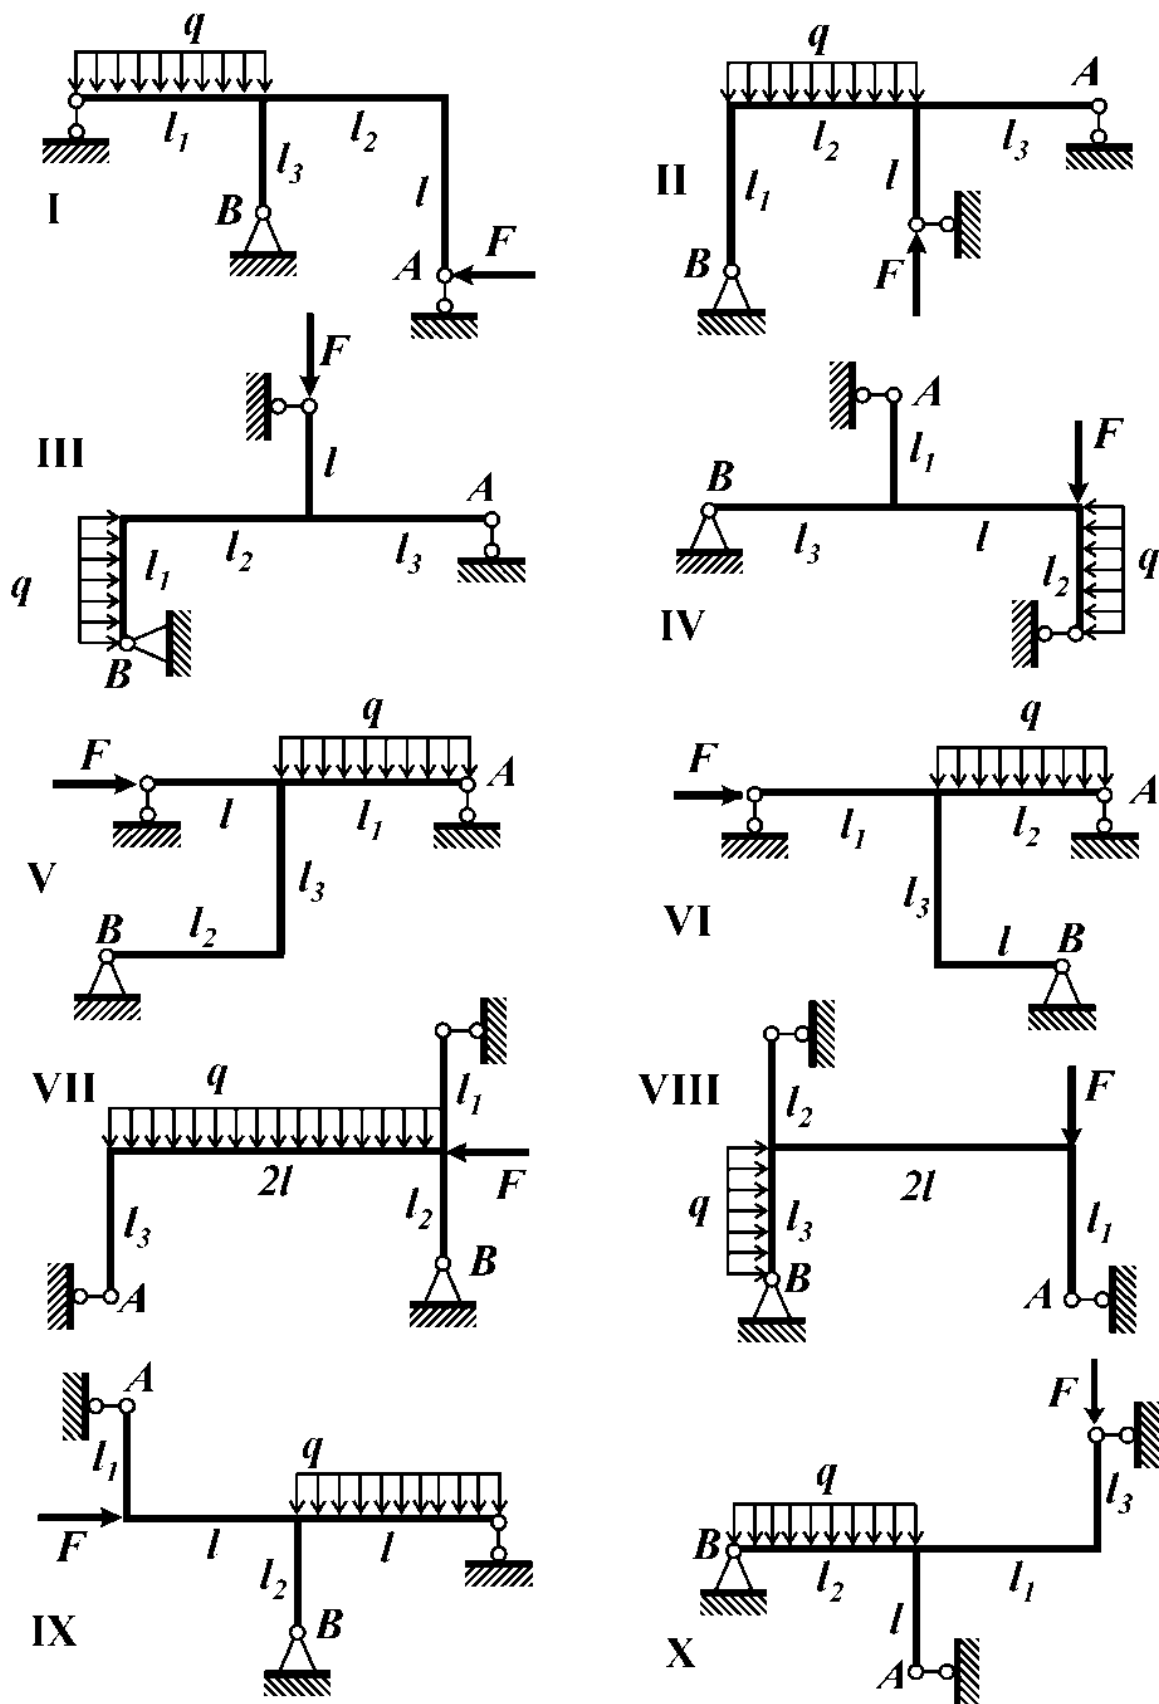 q
l₁ l₂
l₃ l
I B A F
q A
l₂ l₃
II l₁ l
B F
F
III l A
l₂ l₃
q l₁
B
A
B l₁ F
l₃ l
IV l₂ q
q
F A
l l₁
V l₃
B l₂
q
F A
l₁ l₂
VI l₃
l B
VII q l₁
2l l₂ F
l₃
A B
VIII l₂ F
2l
q l₃ l₁
B A
A
l₁ q
F l l
l₂
IX B
F
q l₃
B l₂ l₁
l
X A